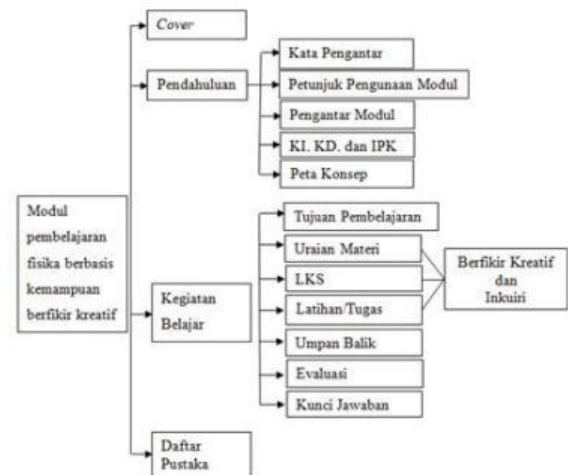 Cover
Pendahuluan
Kata Pengantar
Petunjuk Pengunaan Modul
Pengantar Modul
KI. KD. dan IPK
Peta Konsep
Modul
pembelajaran
fisika berbasis
kemampuan
berfikir kreatif
Kegiatan
Belajar
Tujuan Pembelajaran
Uraian Materi
LKS
Latihan/Tugas
Umpan Balik
Evaluasi
Kunci Jawaban
Berfikir Kreatif
dan
Inkuiri
Daftar
Pustaka